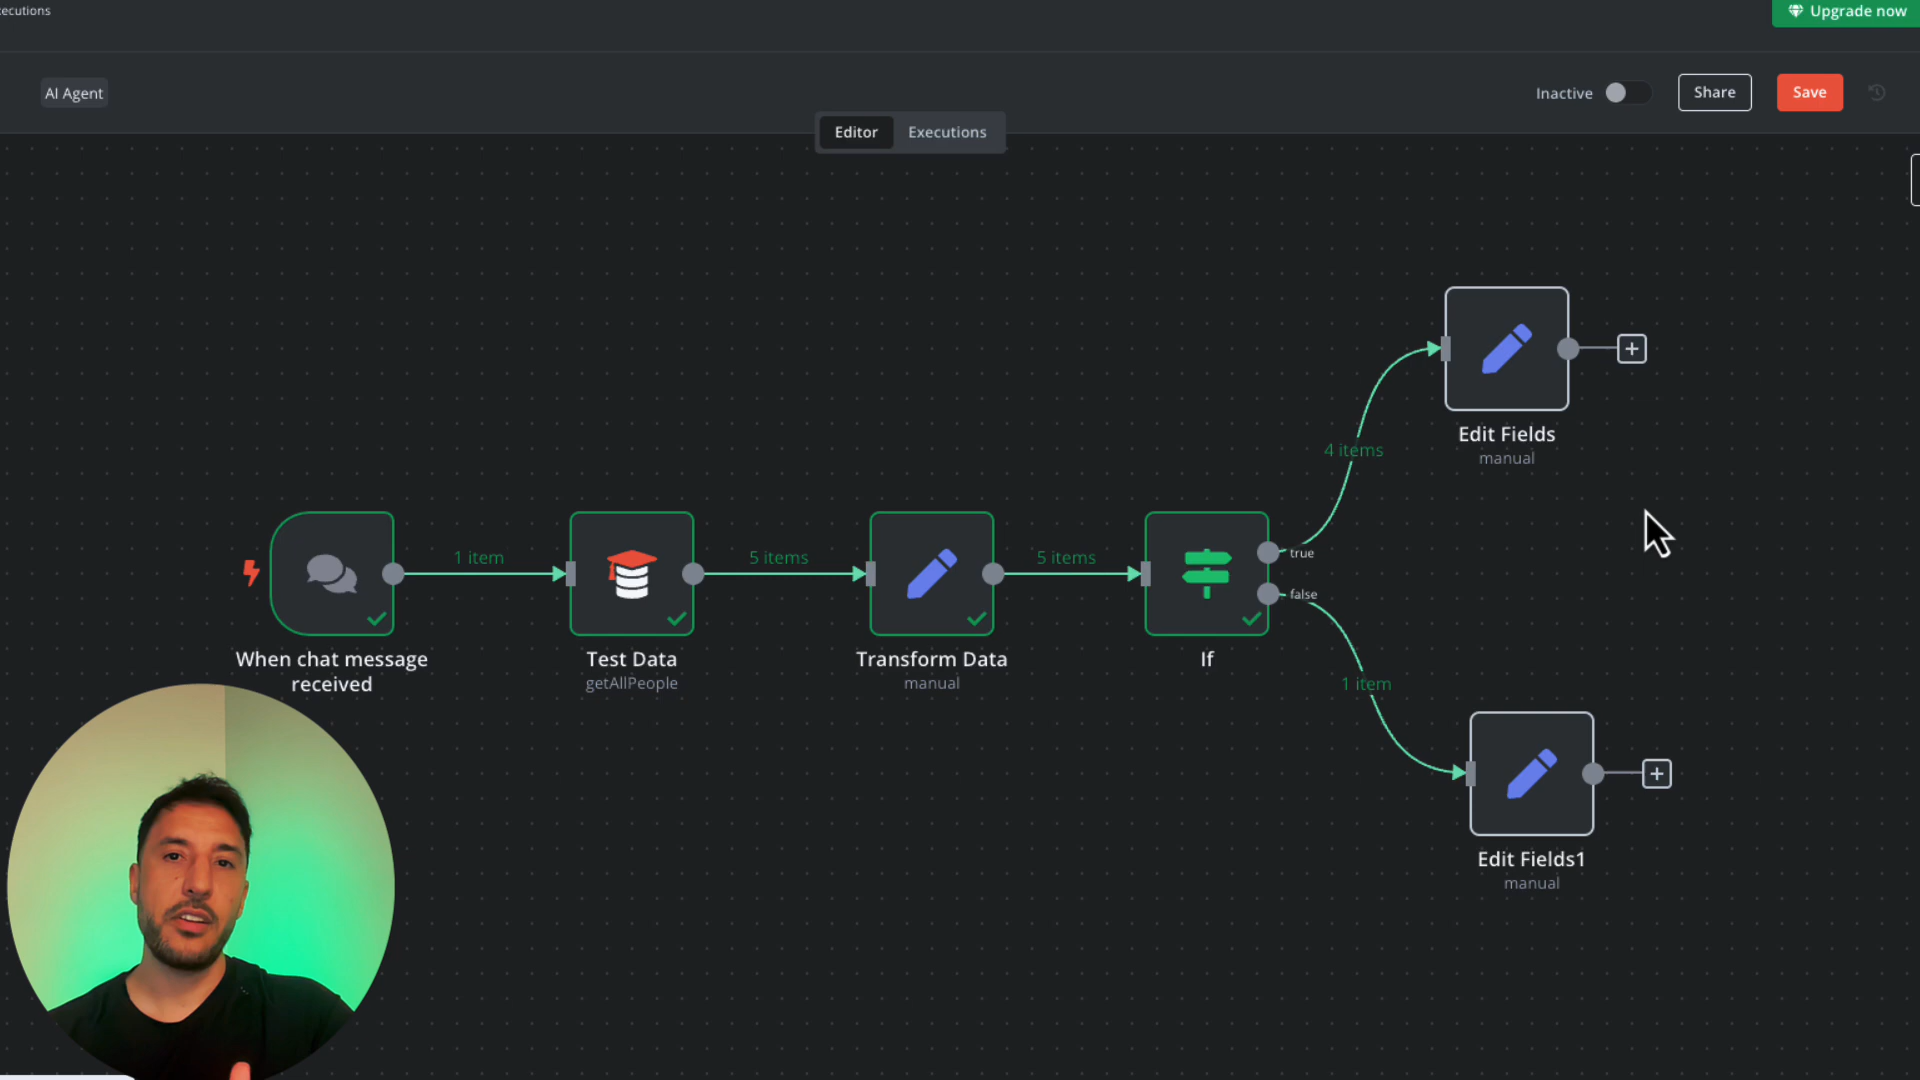 Upgrade now
AI Agent
Inactive
Share
Save
Editor
Executions
Edit Fields
manual
4 items
1 item
5 items
5 items
true
false
When chat message
received
Test Data
getAllPeople
Transform Data
manual
If
1 item
Edit Fields1
manual